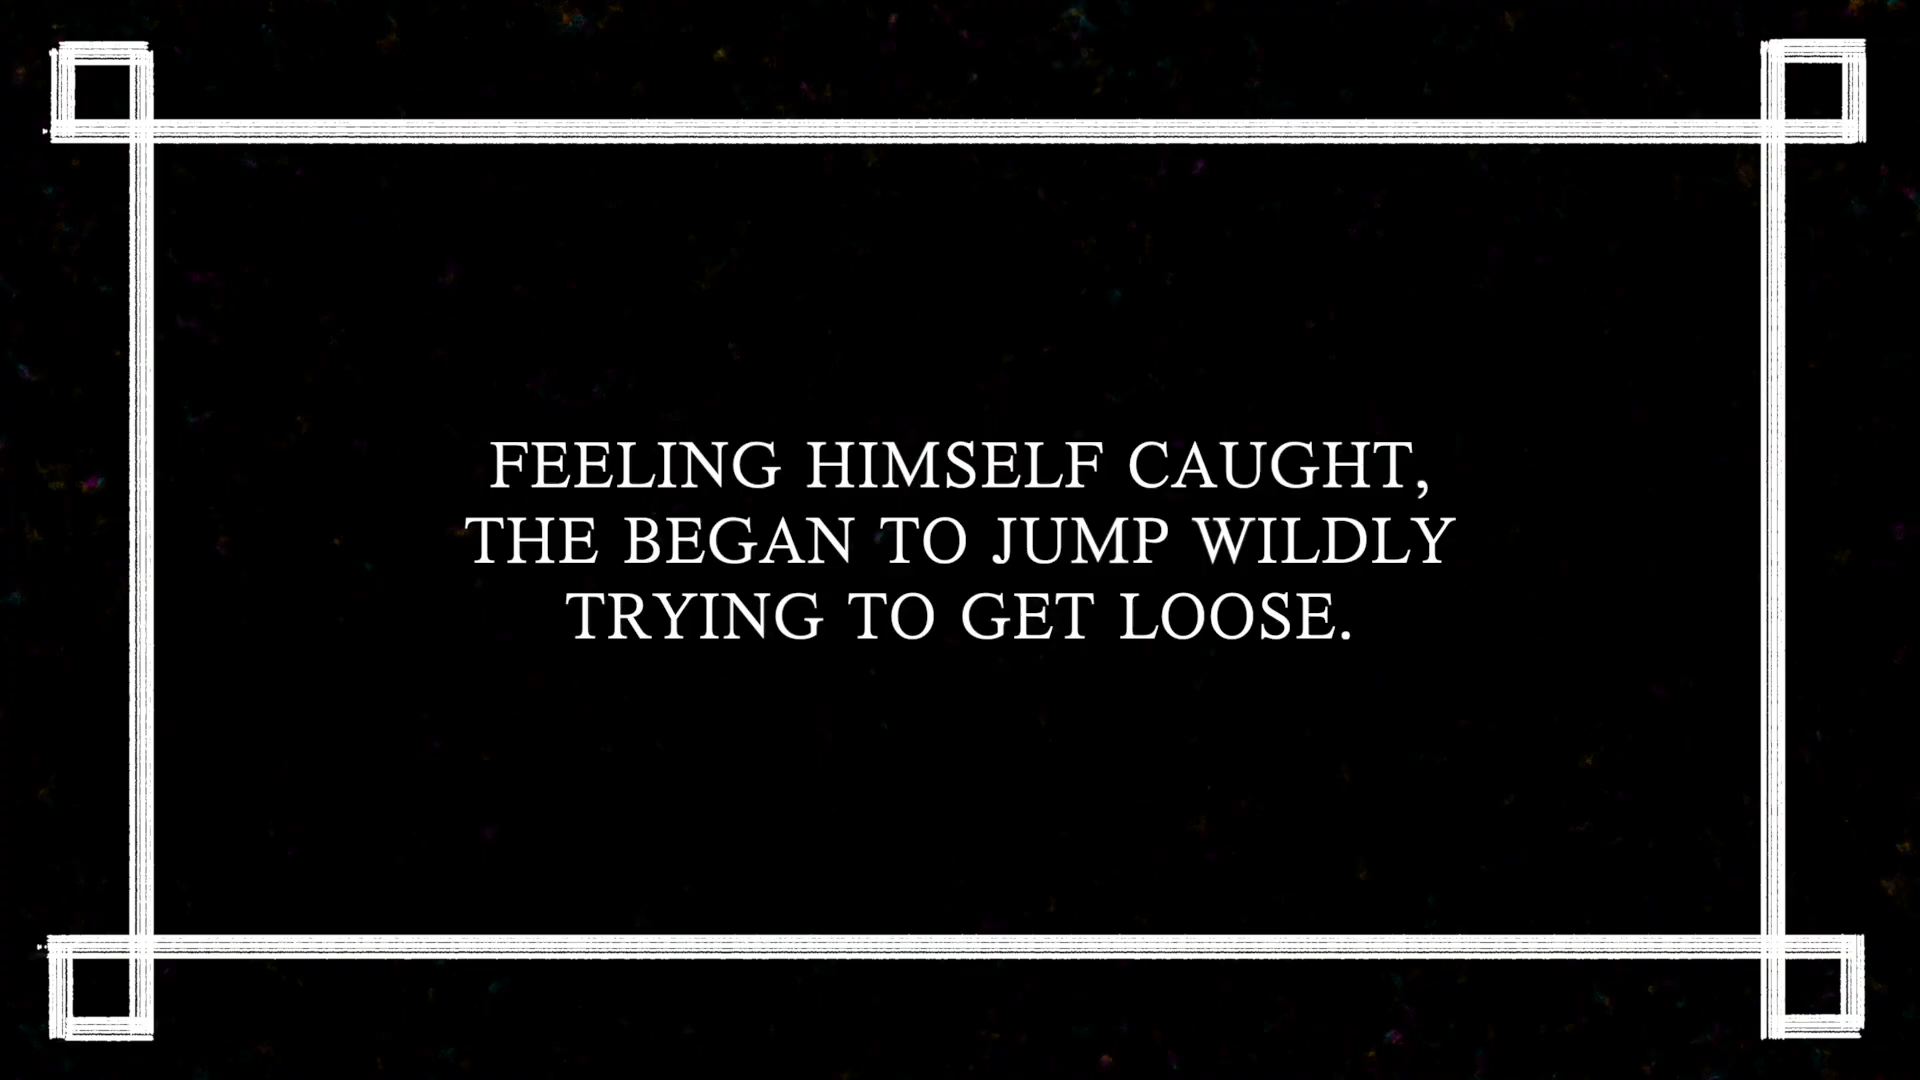 FEELING HIMSELF CAUGHT,
THE BEGAN TO JUMP WILDLY
TRYING TO GET LOOSE.